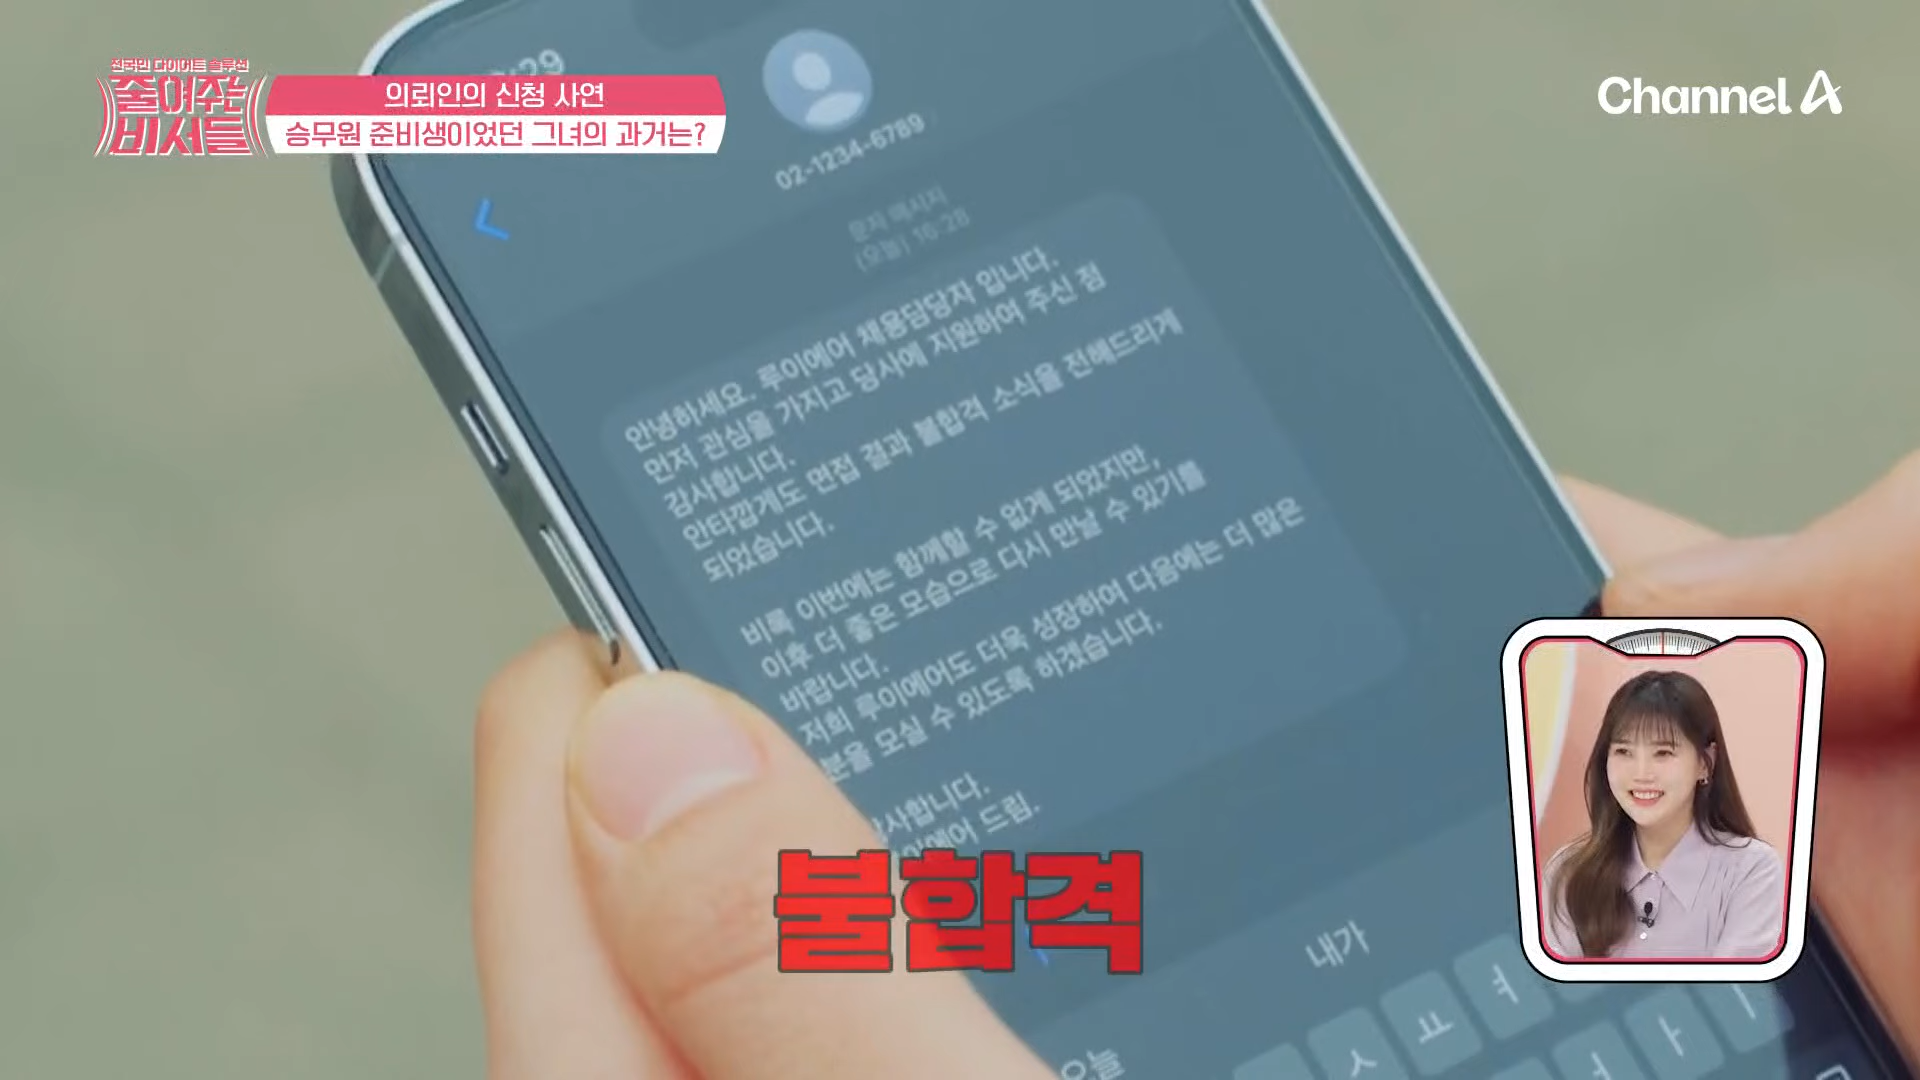 전국민 다이어트 솔루션
줄여주는
비서들
의뢰인의 신청 사연
승무원 준비생이었던 그녀의 과거는?
Channel A
:29
02-1234-6789
문자 메시지
(오늘) 16:28
안녕하세요. 루이에어 채용담당자 입니다.
먼저 관심을 가지고 당사에 지원하여 주신 점
감사합니다.
안타깝게도 면접 결과 불합격 소식을 전해드리게
되었습니다.
비록 이번에는 함께할 수 없게 되었지만,
이후 더 좋은 모습으로 다시 만날 수 있기를
바랍니다.
저희 루이에어도 더욱 성장하여 다음에는 더 많은
분을 모실 수 있도록 하겠습니다.
사합니다.
이에어 드림.
불합격
내가
오늘
ㅅ ㅛ ㅕ
ㅓ ㅏ ㅣ